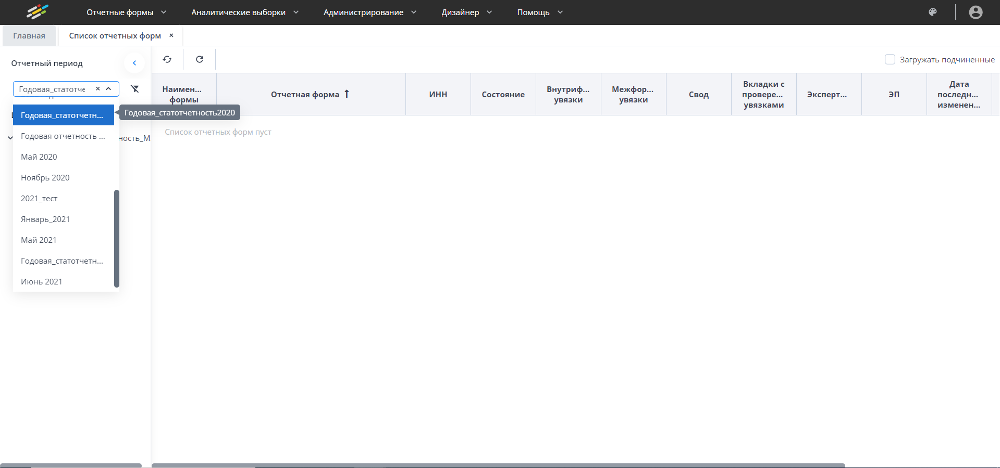 Отчетные формы Аналитические выборки Администрирование Дизайнер Помощь
Главная Список отчетных форм ×
Отчетный период
Загружать подчиненные
Годовая_статотче
Годовая_статотчетн...
Годовая_статотчетность2020
Годовая отчетность ...
ность_М
Май 2020
Ноябрь 2020
2021_тест
Январь_2021
Май 2021
Годовая_статотчетн...
Июнь 2021
Наимен...
формы
Отчетная форма
ИНН
Состояние
Внутриф...
увязки
Межфор...
увязки
Свод
Вкладки с
провере...
увязками
Эксперт...
ЭП
Дата
последн...
изменен...
Список отчетных форм пуст